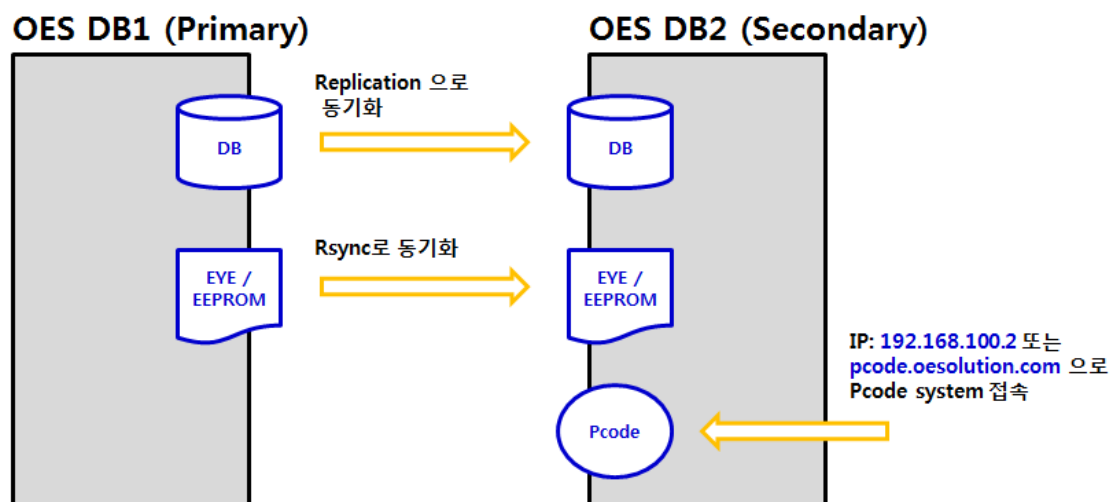 OES DB1 (Primary)
OES DB2 (Secondary)
Replication 으로
동기화
DB
DB
Rsync로 동기화
EYE /
EEPROM
EYE /
EEPROM
IP: 192.168.100.2 또는
pcode.oesolution.com 으로
Pcode system 접속
Pcode